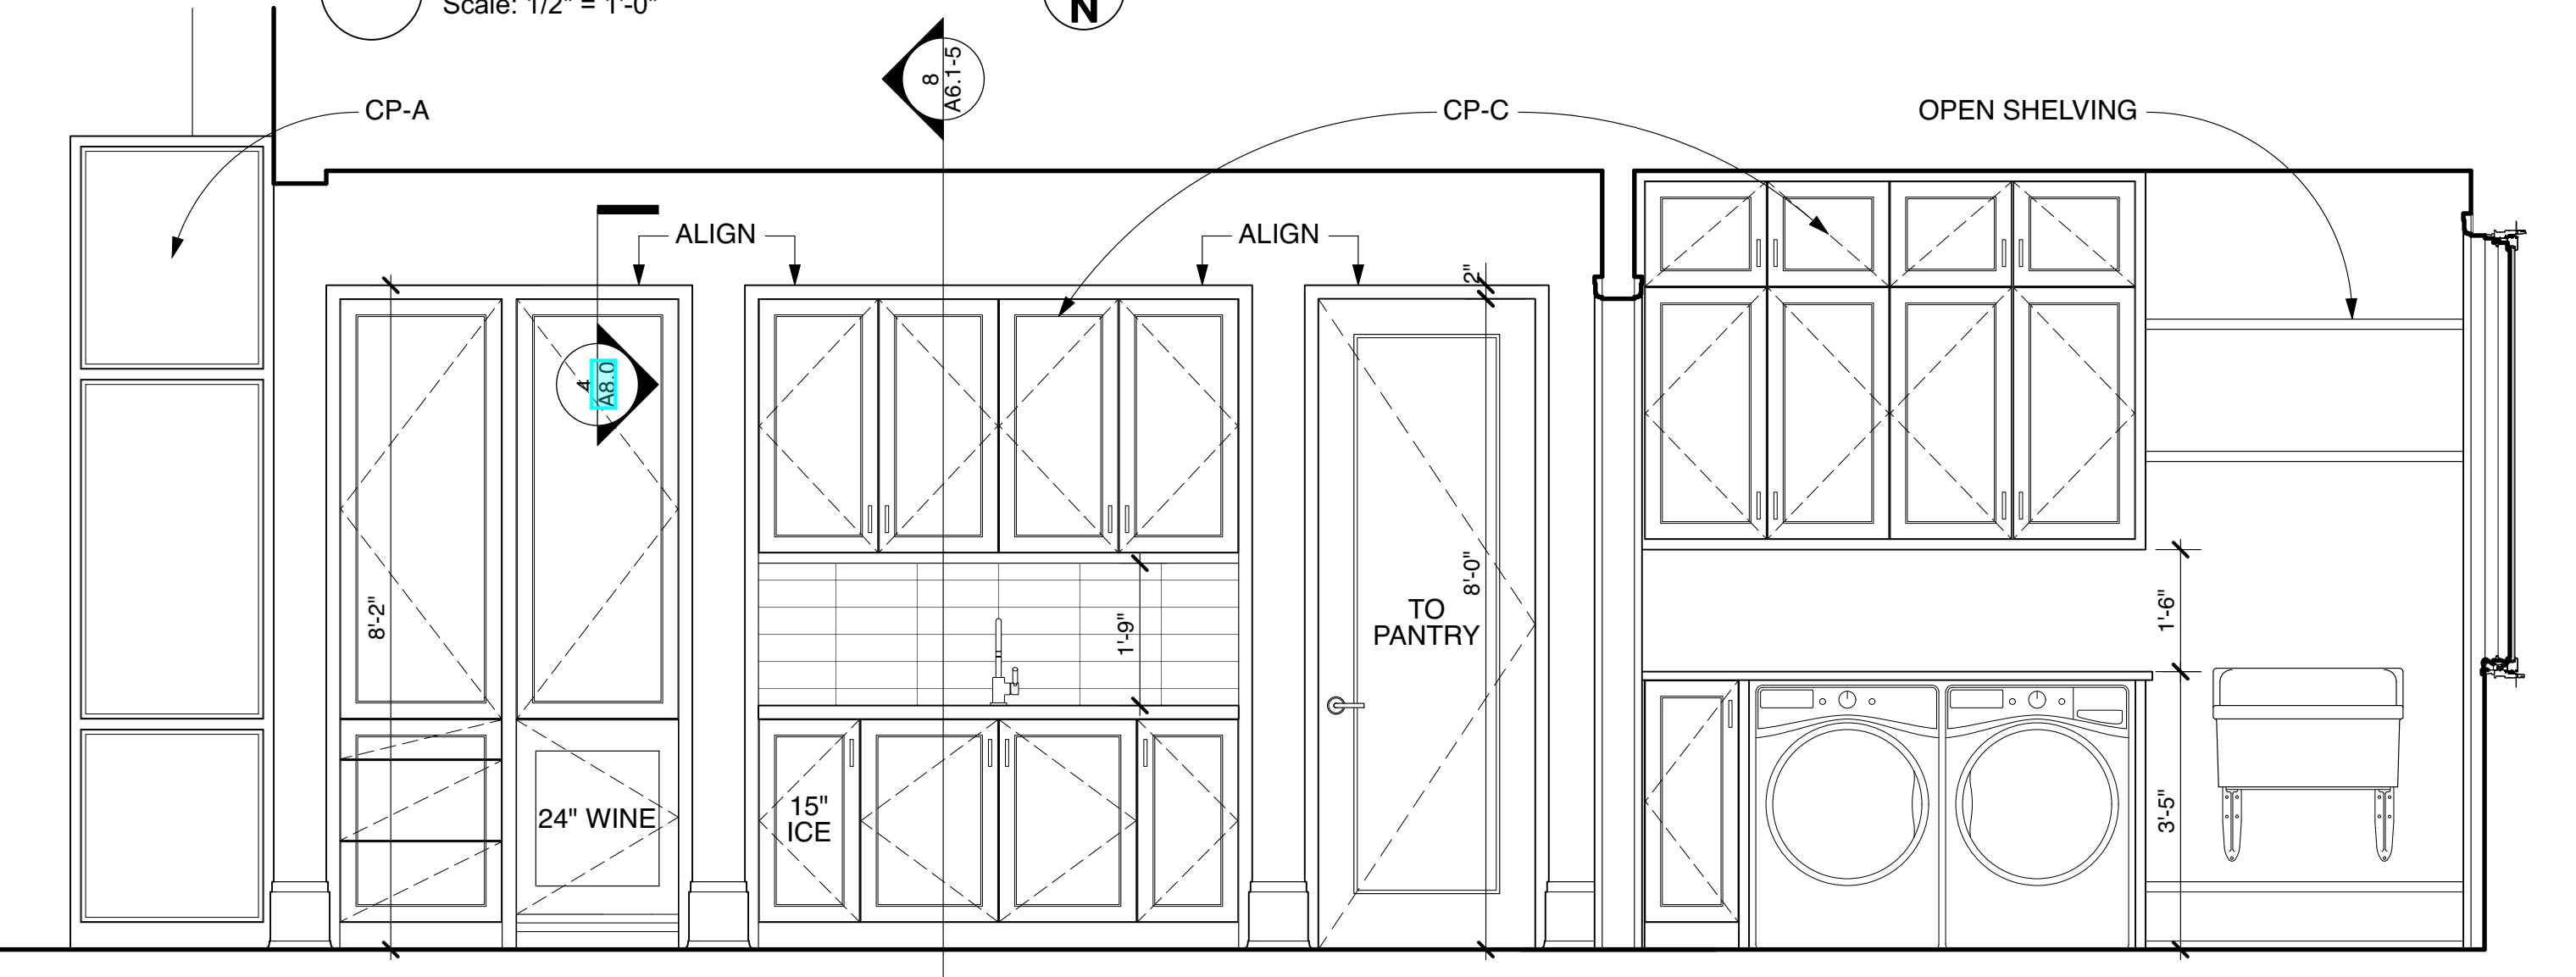 Scale: 1/2" = 1'-0"
N
8
A6.1-5
CP-A
CP-C
OPEN SHELVING
ALIGN
ALIGN
2"
4
A8.0
8'-2"
1'-9"
8'-0"
TO
PANTRY
1'-6"
24" WINE
15"
ICE
3'-5"